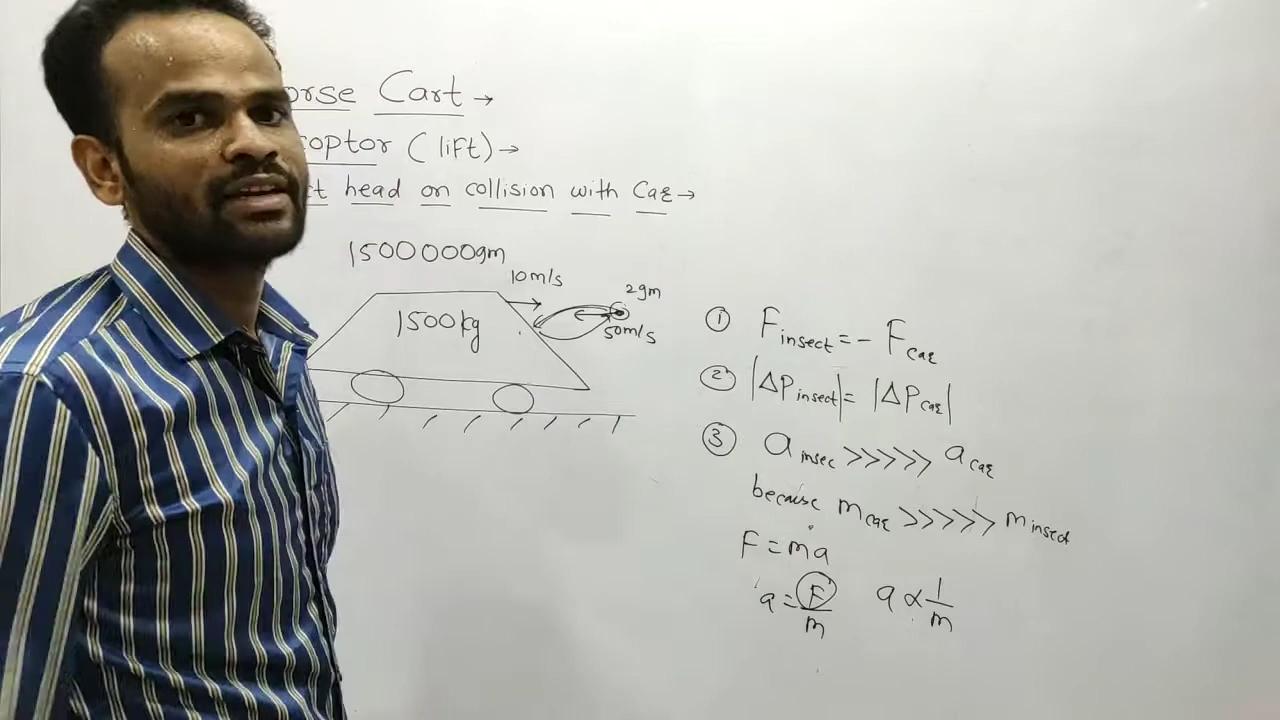 orse Cart →
coptor (lift) →
ct head on collision with Car →
1500000gm
10m/s
2gm
1500kg
50m/s
① F insect = - F car
② |ΔP insect| = |ΔP car|
③ a insec >>>>> a car
because m car >>>>> m insect
F = ma
a = F/m a ∝ 1/m